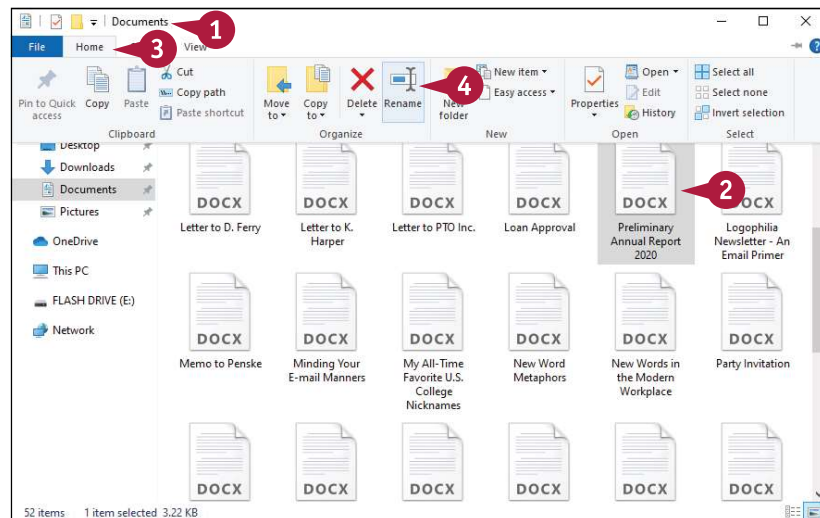 Documents
1
File Home View
3
?
Pin to Quick access
Copy
Paste
Cut
Copy path
Paste shortcut
Move to
Copy to
Delete
Rename
4
New folder
New item
Easy access
Properties
Open
Edit
History
Select all
Select none
Invert selection
Clipboard Organize New Open Select
Desktop
Downloads
Documents
Pictures
OneDrive
This PC
FLASH DRIVE (E:)
Network
DOCX DOCX DOCX DOCX DOCX DOCX
2
Letter to D. Ferry
Letter to K. Harper
Letter to PTO Inc.
Loan Approval
Preliminary Annual Report 2020
Logophilia Newsletter - An Email Primer
DOCX DOCX DOCX DOCX DOCX DOCX
Memo to Penske
Minding Your E-mail Manners
My All-Time Favorite U.S. College Nicknames
New Word Metaphors
New Words in the Modern Workplace
Party Invitation
DOCX DOCX DOCX DOCX DOCX DOCX
52 items 1 item selected 3.22 KB